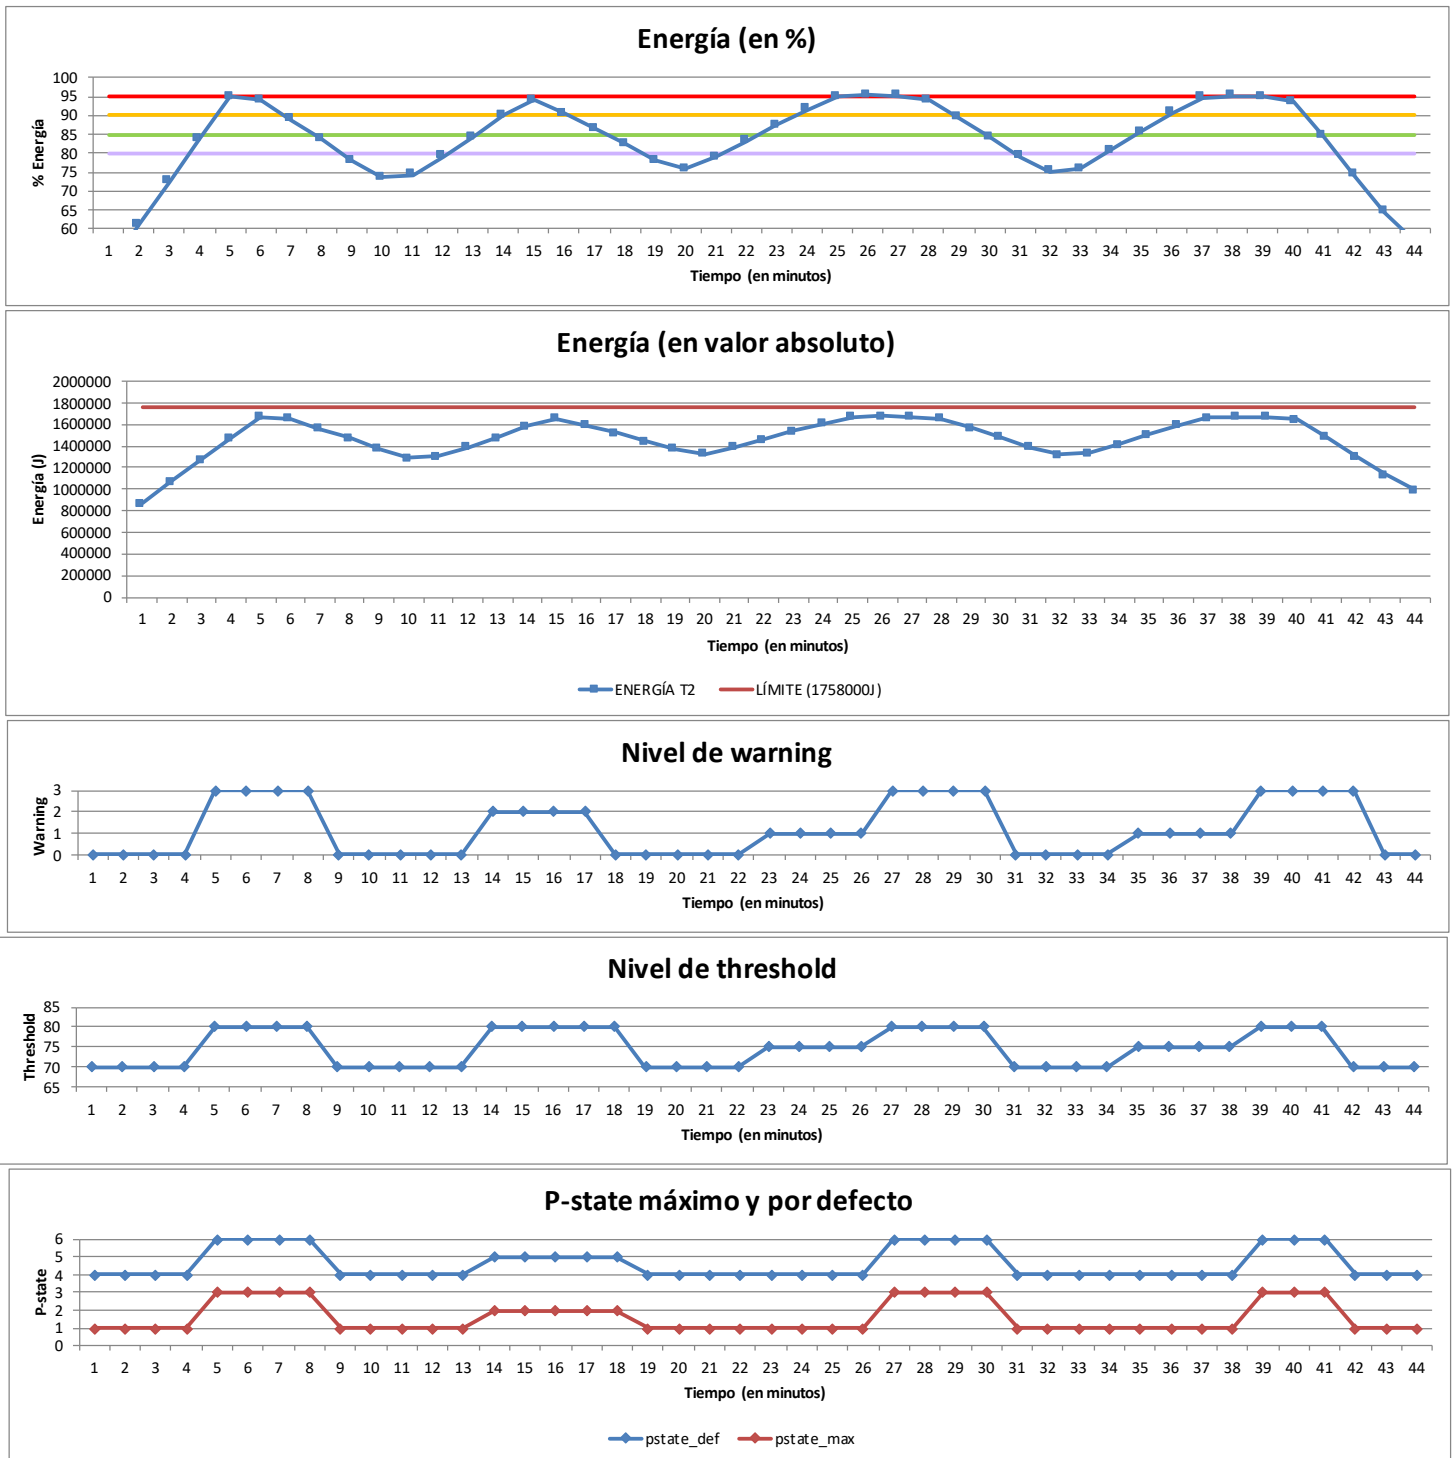 Energía (en %)
100
95
90
85
80
75
70
65
60
% Energía
1 2 3 4 5 6 7 8 9 10 11 12 13 14 15 16 17 18 19 20 21 22 23 24 25 26 27 28 29 30 31 32 33 34 35 36 37 38 39 40 41 42 43 44
Tiempo (en minutos)
Energía (en valor absoluto)
2000000
1800000
1600000
1400000
1200000
1000000
800000
600000
400000
200000
0
Energía (J)
1 2 3 4 5 6 7 8 9 10 11 12 13 14 15 16 17 18 19 20 21 22 23 24 25 26 27 28 29 30 31 32 33 34 35 36 37 38 39 40 41 42 43 44
Tiempo (en minutos)
ENERGÍA T2 LÍMITE (1758000J)
Nivel de warning
3
2
1
0
Warning
1 2 3 4 5 6 7 8 9 10 11 12 13 14 15 16 17 18 19 20 21 22 23 24 25 26 27 28 29 30 31 32 33 34 35 36 37 38 39 40 41 42 43 44
Tiempo (en minutos)
Nivel de threshold
85
80
75
70
65
Threshold
1 2 3 4 5 6 7 8 9 10 11 12 13 14 15 16 17 18 19 20 21 22 23 24 25 26 27 28 29 30 31 32 33 34 35 36 37 38 39 40 41 42 43 44
Tiempo (en minutos)
P-state máximo y por defecto
6
5
4
3
2
1
0
P-state
1 2 3 4 5 6 7 8 9 10 11 12 13 14 15 16 17 18 19 20 21 22 23 24 25 26 27 28 29 30 31 32 33 34 35 36 37 38 39 40 41 42 43 44
Tiempo (en minutos)
pstate_def pstate_max